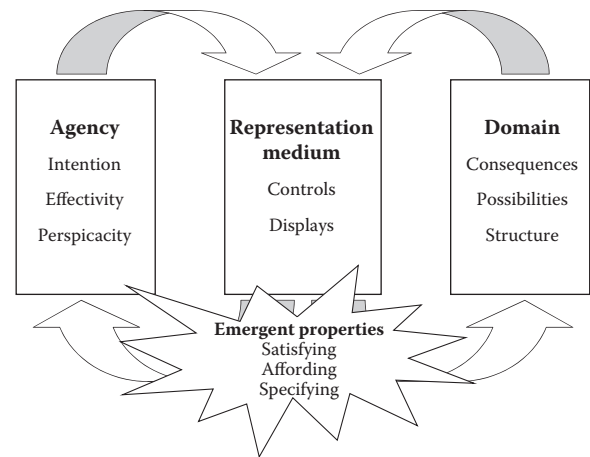 Agency
Intention
Effectivity
Perspicacity
Representation
medium
Controls
Displays
Domain
Consequences
Possibilities
Structure
Emergent properties
Satisfying
Affording
Specifying